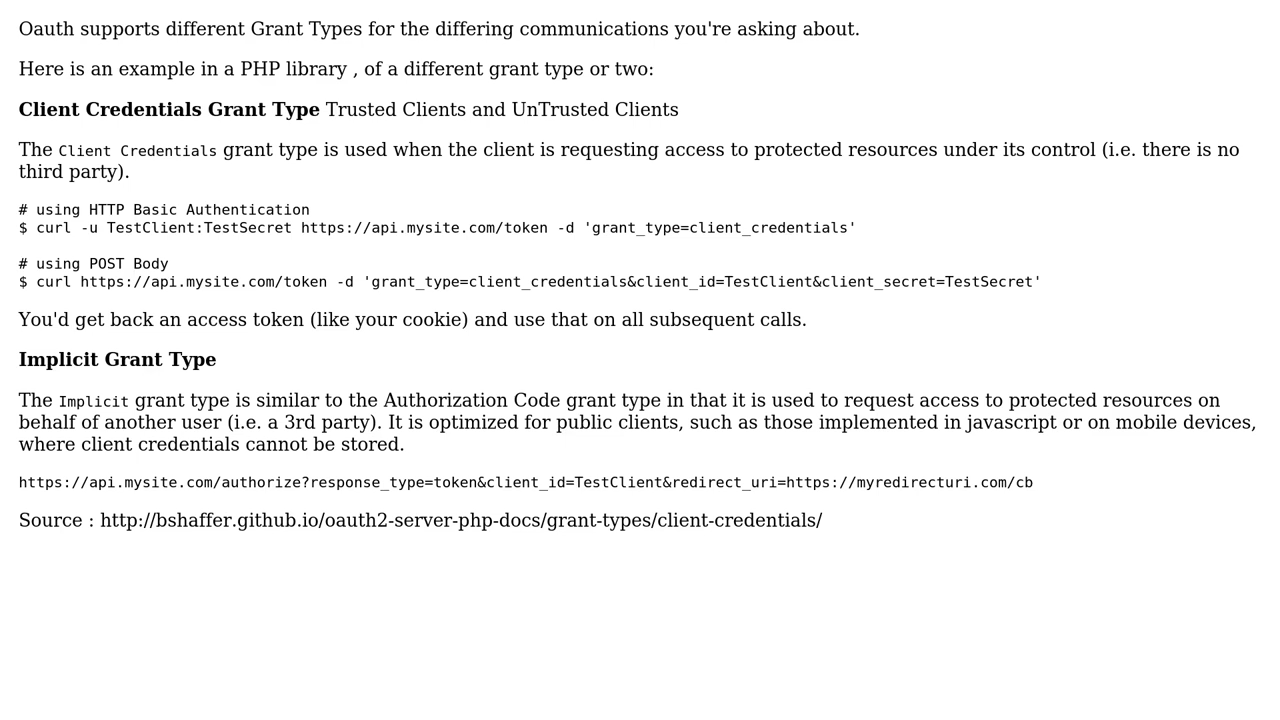 Oauth supports different Grant Types for the differing communications you're asking about.
Here is an example in a PHP library , of a different grant type or two:
Client Credentials Grant Type Trusted Clients and UnTrusted Clients
The Client Credentials grant type is used when the client is requesting access to protected resources under its control (i.e. there is no
third party).
# using HTTP Basic Authentication
$ curl -u TestClient:TestSecret https://api.mysite.com/token -d 'grant_type=client_credentials'
# using POST Body
$ curl https://api.mysite.com/token -d 'grant_type=client_credentials&client_id=TestClient&client_secret=TestSecret'
You'd get back an access token (like your cookie) and use that on all subsequent calls.
Implicit Grant Type
The Implicit grant type is similar to the Authorization Code grant type in that it is used to request access to protected resources on
behalf of another user (i.e. a 3rd party). It is optimized for public clients, such as those implemented in javascript or on mobile devices,
where client credentials cannot be stored.
https://api.mysite.com/authorize?response_type=token&client_id=TestClient&redirect_uri=https://myredirecturi.com/cb
Source : http://bshaffer.github.io/oauth2-server-php-docs/grant-types/client-credentials/